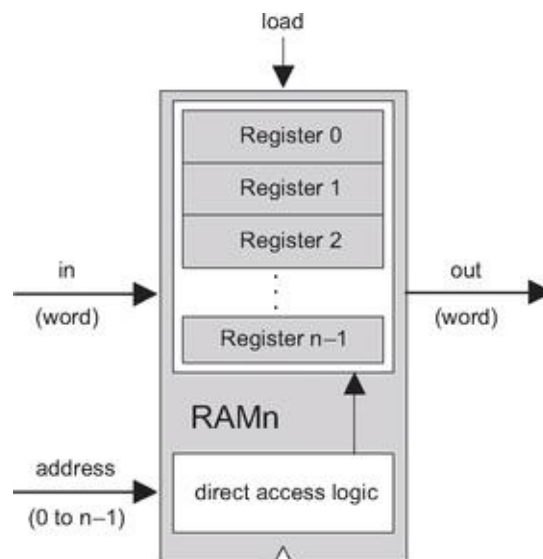 load
Register 0
Register 1
Register 2
in
(word)
out
(word)
Register n–1
RAMn
address
(0 to n–1)
direct access logic